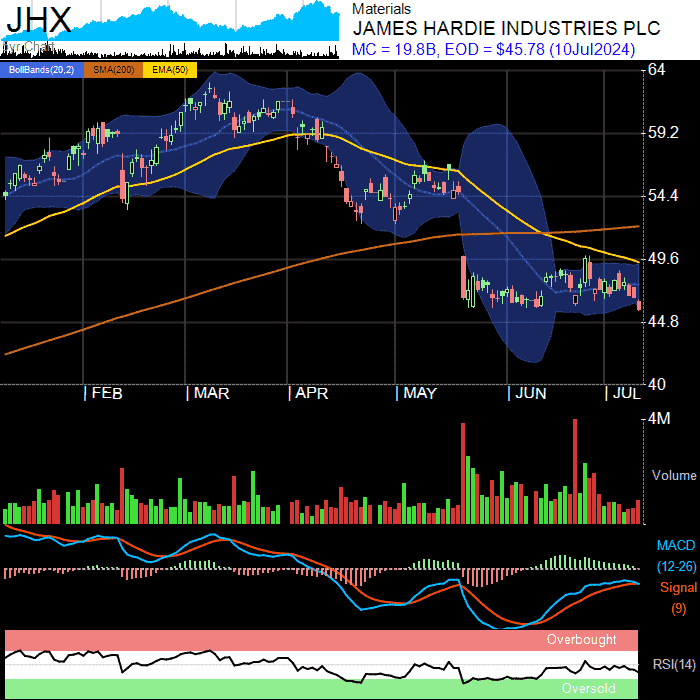 JHX
Materials
JAMES HARDIE INDUSTRIES PLC
MC = 19.8B, EOD = $45.78 (10Jul2024)
BollBands(20,2) SMA(200) EMA(50)
64
59.2
54.4
49.6
44.8
40
FEB MAR APR MAY JUN JUL
4M
Volume
MACD
(12-26)
Signal
(9)
Overbought
RSI(14)
Oversold